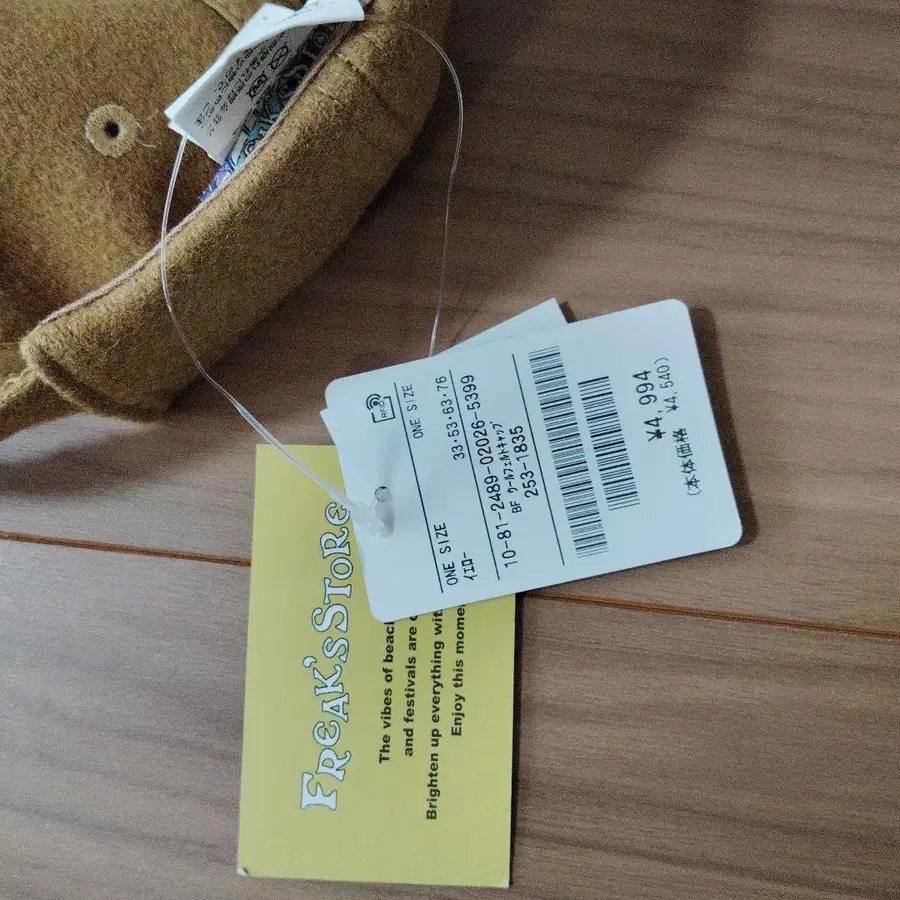 RFID
ONE SIZE
33・53・63・76
ONE SIZE
イエロー
10-81-2489-02026-5399
BF ウールフェルトキャップ
253-1835
¥4,994
(本体価格 ¥4,540)
FREAK'S STORE
The vibes of beac
and festivals are
Brighten up everything wit
Enjoy this mome